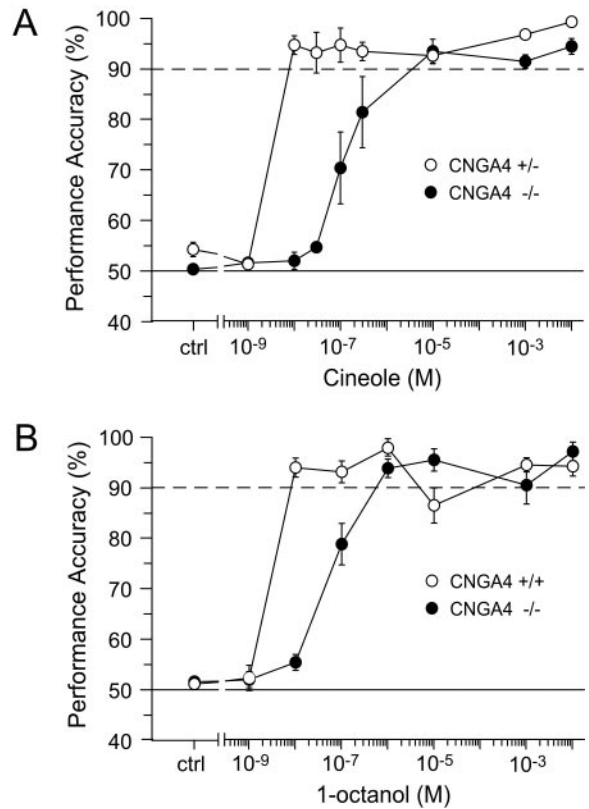 A
Performance Accuracy (%)
100
90
80
70
60
50
40
CNGA4 +/-
CNGA4 -/-
ctrl
10-9
10-7
10-5
10-3
Cineole (M)
B
Performance Accuracy (%)
100
90
80
70
60
50
40
CNGA4 +/+
CNGA4 -/-
ctrl
10-9
10-7
10-5
10-3
1-octanol (M)